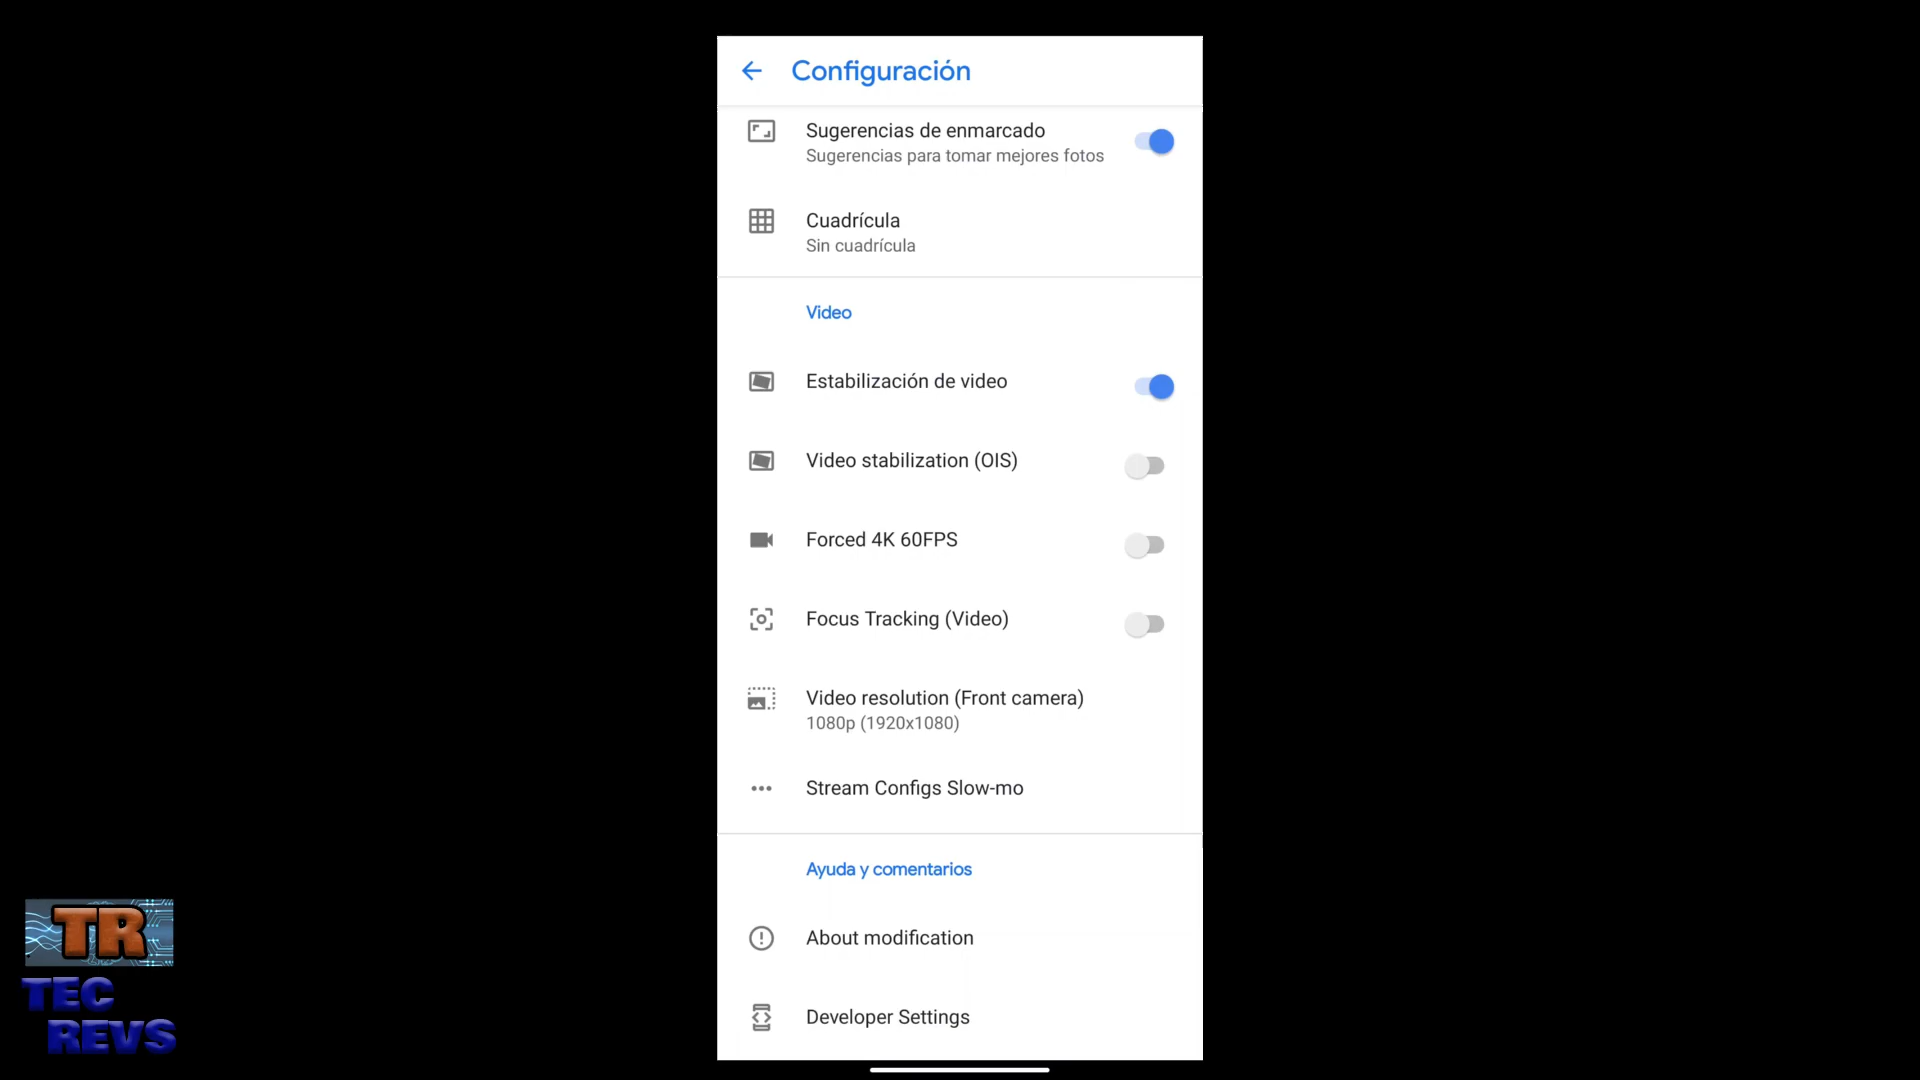 Configuración
Sugerencias de enmarcado
Sugerencias para tomar mejores fotos
Cuadrícula
Sin cuadrícula
Video
Estabilización de video
Video stabilization (OIS)
Forced 4K 60FPS
Focus Tracking (Video)
Video resolution (Front camera)
1080p (1920x1080)
Stream Configs Slow-mo
Ayuda y comentarios
About modification
Developer Settings
TR
TEC
REVS